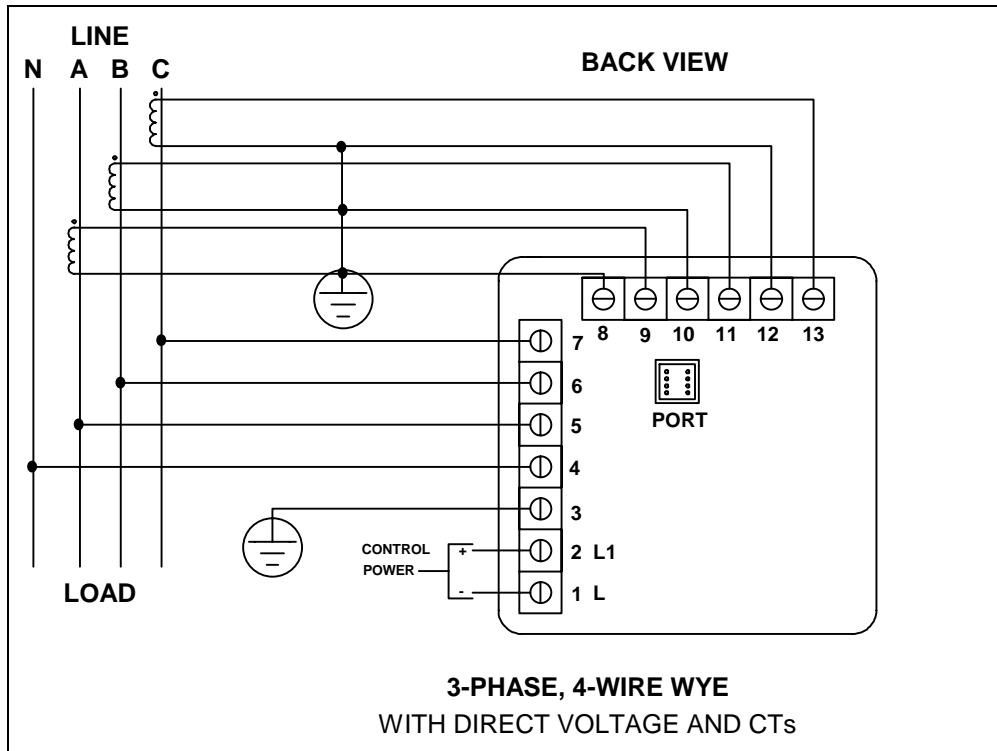 LINE
N A B C
BACK VIEW
8 9 10 11 12 13
7
6
5
4
3
2 L1
1 L
PORT
CONTROL
POWER
+
-
LOAD
3-PHASE, 4-WIRE WYE
WITH DIRECT VOLTAGE AND CTs